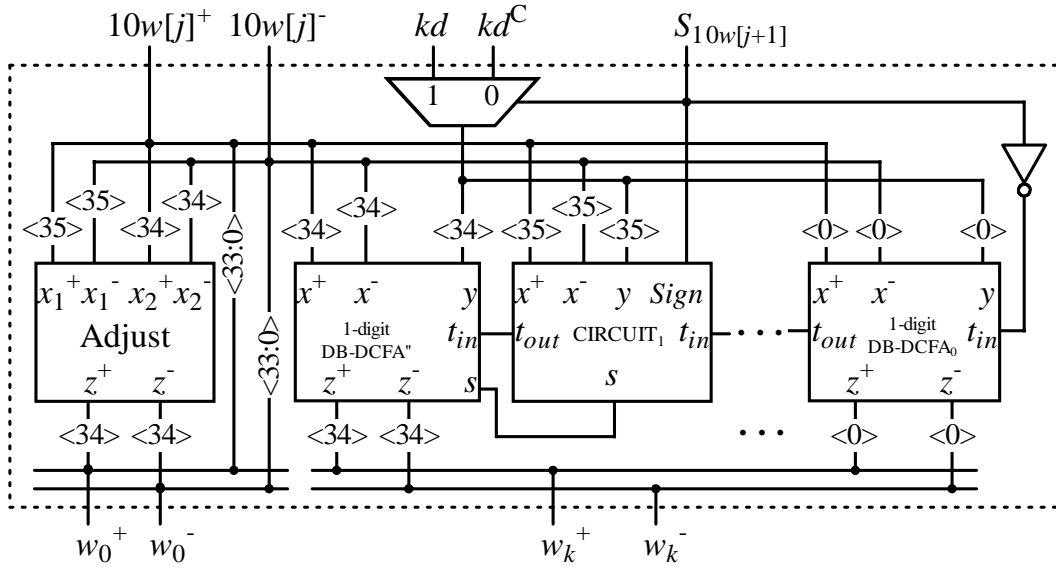 10w[j]⁺ 10w[j]⁻ kd kdᶜ S₁₀w[j+1]
1 0
<35> <35> <34> <34> <33:0> <33:0> <34> <34> <34> <35> <35> <35> <0> <0> <0>
x₁⁺ x₁⁻ x₂⁺ x₂⁻
Adjust
z⁺ z⁻
x⁺ x⁻ y
1-digit
DB-DCFA"
t_in
z⁺ z⁻ s
x⁺ x⁻ y Sign
t_out CIRCUIT₁ t_in
s
• • •
x⁺ x⁻ y
t_out 1-digit t_in
DB-DCFA₀
z⁺ z⁻
<34> <34> <34> <34> • • • <0> <0>
w₀⁺ w₀⁻ w_k⁺ w_k⁻